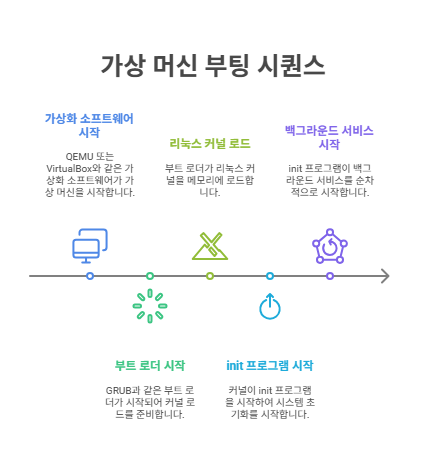 가상 머신 부팅 시퀀스
가상화 소프트웨어
시작
QEMU 또는
VirtualBox와 같은 가
상화 소프트웨어가 가
상 머신을 시작합니다.
부트 로더 시작
GRUB과 같은 부트 로
더가 시작되어 커널 로
드를 준비합니다.
리눅스 커널 로드
부트 로더가 리눅스 커
널을 메모리에 로드합
니다.
init 프로그램 시작
커널이 init 프로그램
을 시작하여 시스템 초
기화를 시작합니다.
백그라운드 서비스
시작
init 프로그램이 백그
라운드 서비스를 순차
적으로 시작합니다.